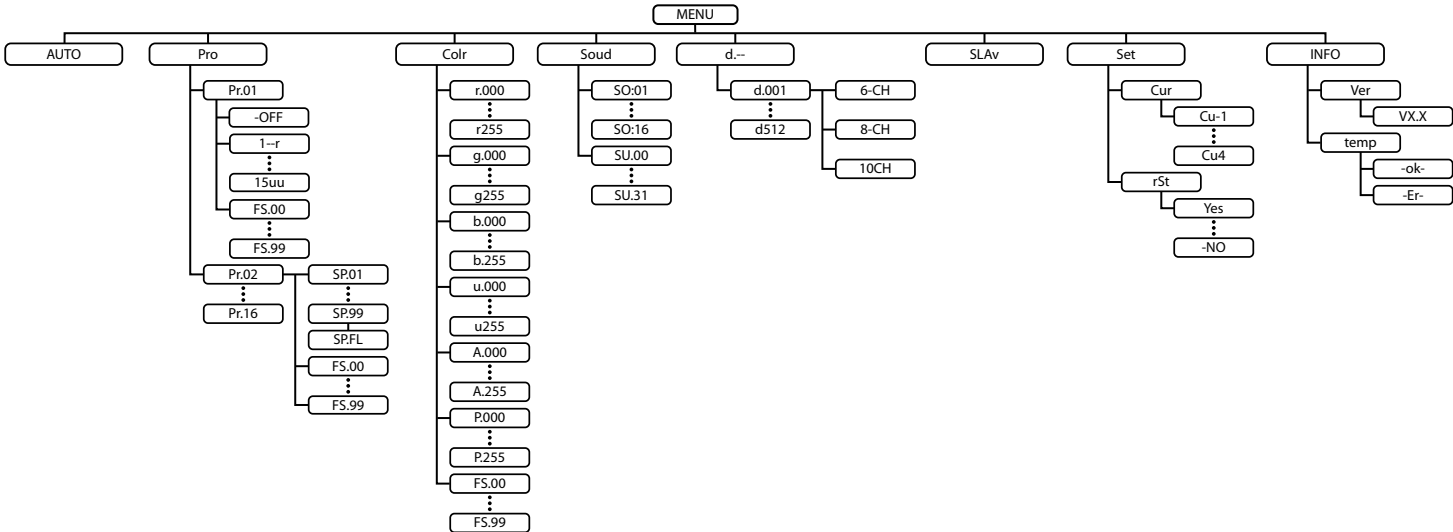 MENU
AUTO
Pro
Colr
Soud
d.--
SLAv
Set
INFO
Pr.01
-OFF
1--r
15uu
FS.00
FS.99
Pr.02
Pr.16
SP.01
SP.99
SP.FL
FS.00
FS.99
r.000
r255
g.000
g255
b.000
b.255
u.000
u255
A.000
A.255
P.000
P.255
FS.00
FS.99
SO:01
SO:16
SU.00
SU.31
d.001
d512
6-CH
8-CH
10CH
Cur
Cu-1
Cu4
rSt
Yes
-NO
Ver
VX.X
temp
-ok-
-Er-